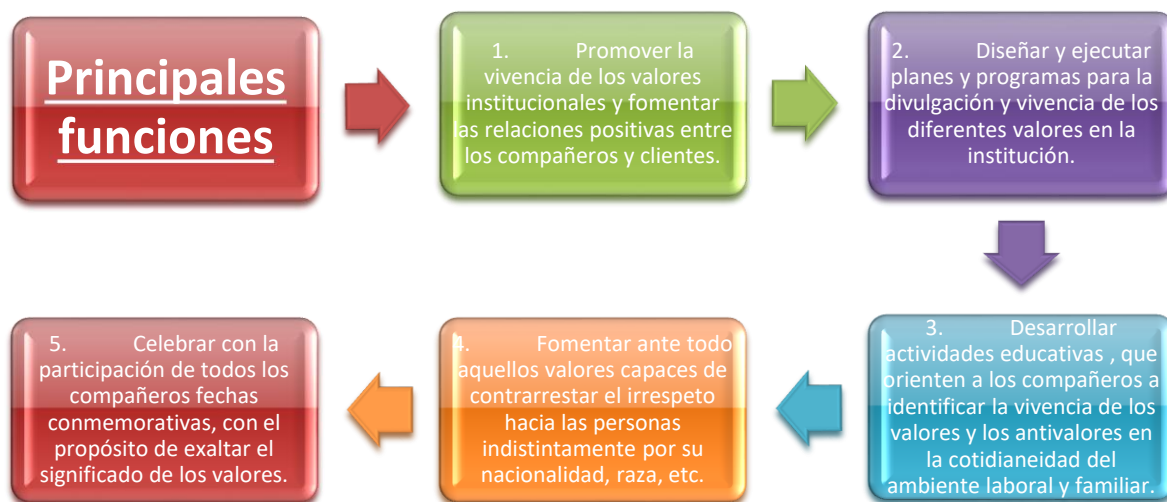 Principales
funciones
1. Promover la
vivencia de los valores
institucionales y fomentar
las relaciones positivas entre
los compañeros y clientes.
2. Diseñar y ejecutar
planes y programas para la
divulgación y vivencia de los
diferentes valores en la
institución.
3. Desarrollar
actividades educativas , que
orienten a los compañeros a
identificar la vivencia de los
valores y los antivalores en
la cotidianeidad del
ambiente laboral y familiar.
4. Fomentar ante todo
aquellos valores capaces de
contrarrestar el irrespeto
hacia las personas
indistintamente por su
nacionalidad, raza, etc.
5. Celebrar con la
participación de todos los
compañeros fechas
conmemorativas, con el
propósito de exaltar el
significado de los valores.